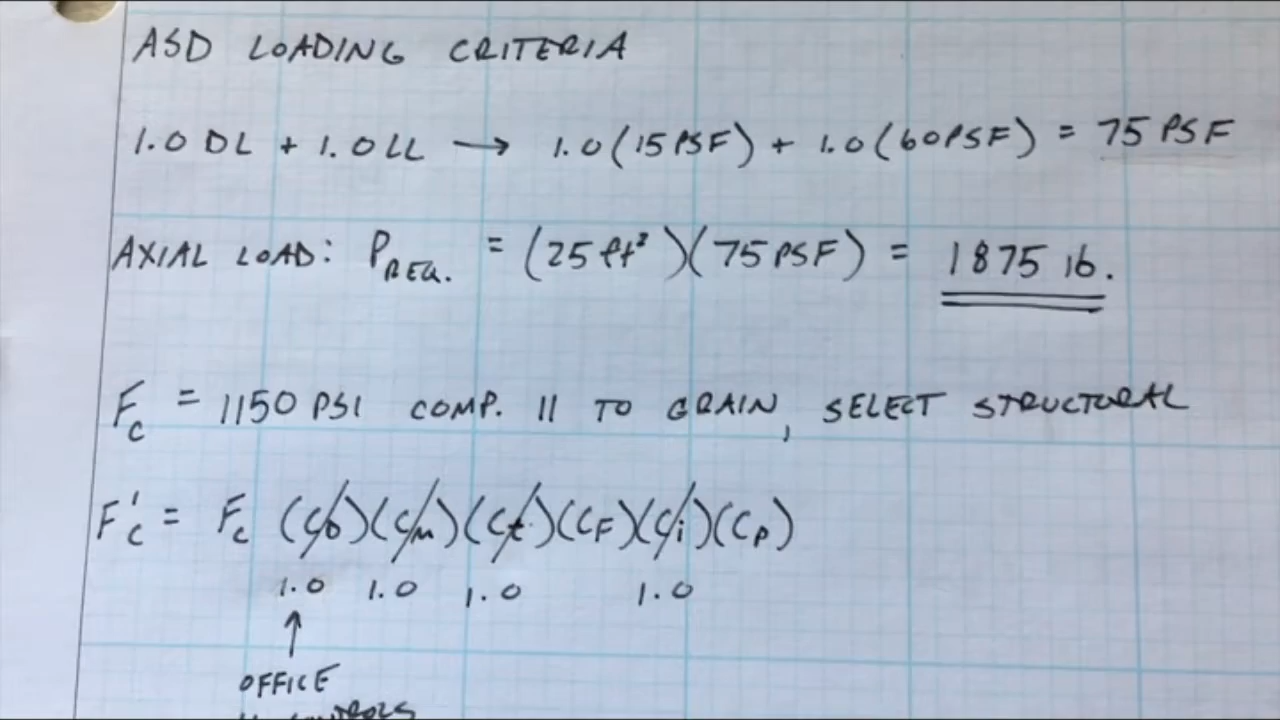 ASD LOADING CRITERIA
1.0 DL + 1.0 LL → 1.0 (15 PSF) + 1.0 (60 PSF) = 75 PSF
AXIAL LOAD: P REQ. = (25 ft²)(75 PSF) = 1875 lb.
Fc = 1150 PSI COMP. || TO GRAIN, SELECT STRUCTURAL
F'c = Fc (CD)(CM)(Ct)(CF)(Ci)(CP)
1.0 1.0 1.0 1.0
↑
OFFICE
CONTROLS